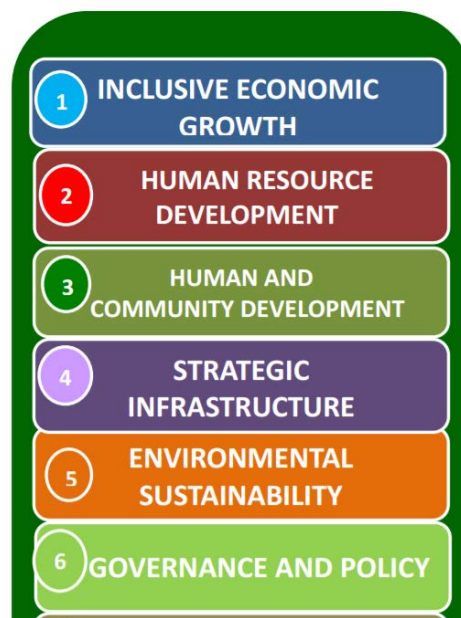 1
INCLUSIVE ECONOMIC
GROWTH
2
HUMAN RESOURCE
DEVELOPMENT
3
HUMAN AND
COMMUNITY DEVELOPMENT
4
STRATEGIC
INFRASTRUCTURE
5
ENVIRONMENTAL
SUSTAINABILITY
6
GOVERNANCE AND POLICY